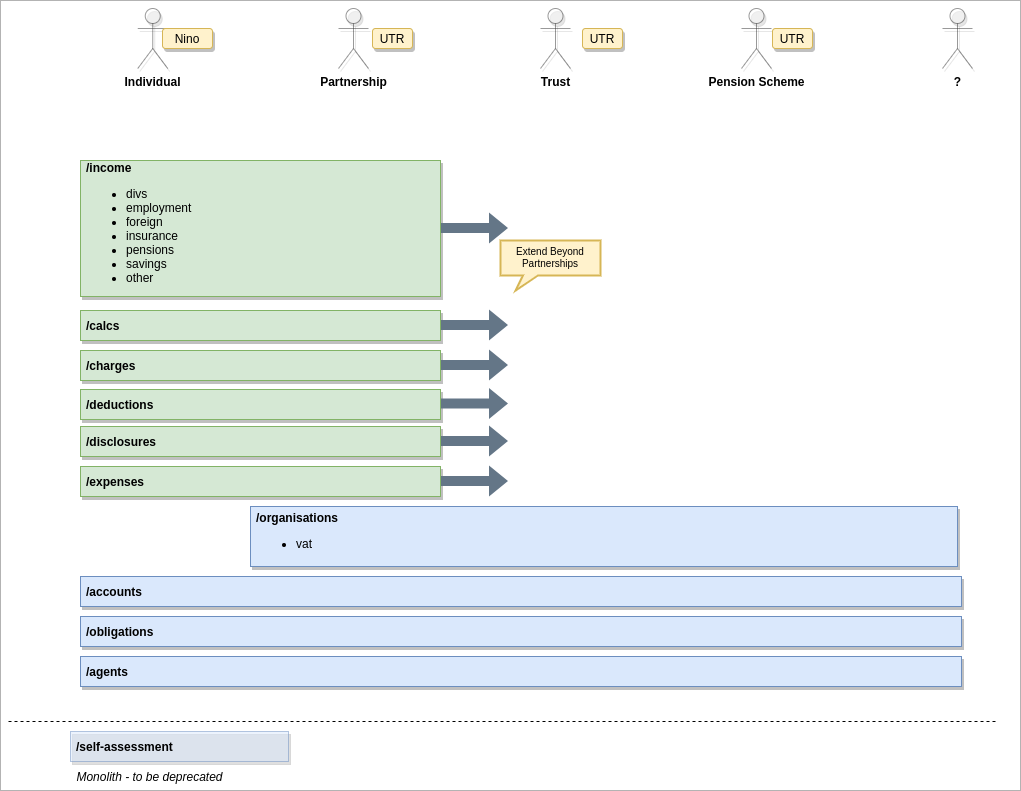 Nino
UTR
UTR
UTR
Individual
Partnership
Trust
Pension Scheme
?
/income
divs
employment
foreign
insurance
pensions
savings
other
Extend Beyond
Partnerships
/calcs
/charges
/deductions
/disclosures
/expenses
/organisations
vat
/accounts
/obligations
/agents
/self-assessment
Monolith - to be deprecated